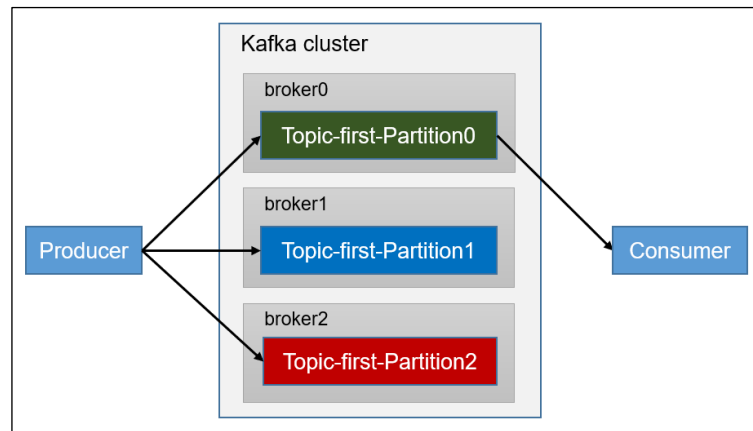 Kafka cluster
broker0
Topic-first-Partition0
broker1
Producer
Topic-first-Partition1
Consumer
broker2
Topic-first-Partition2